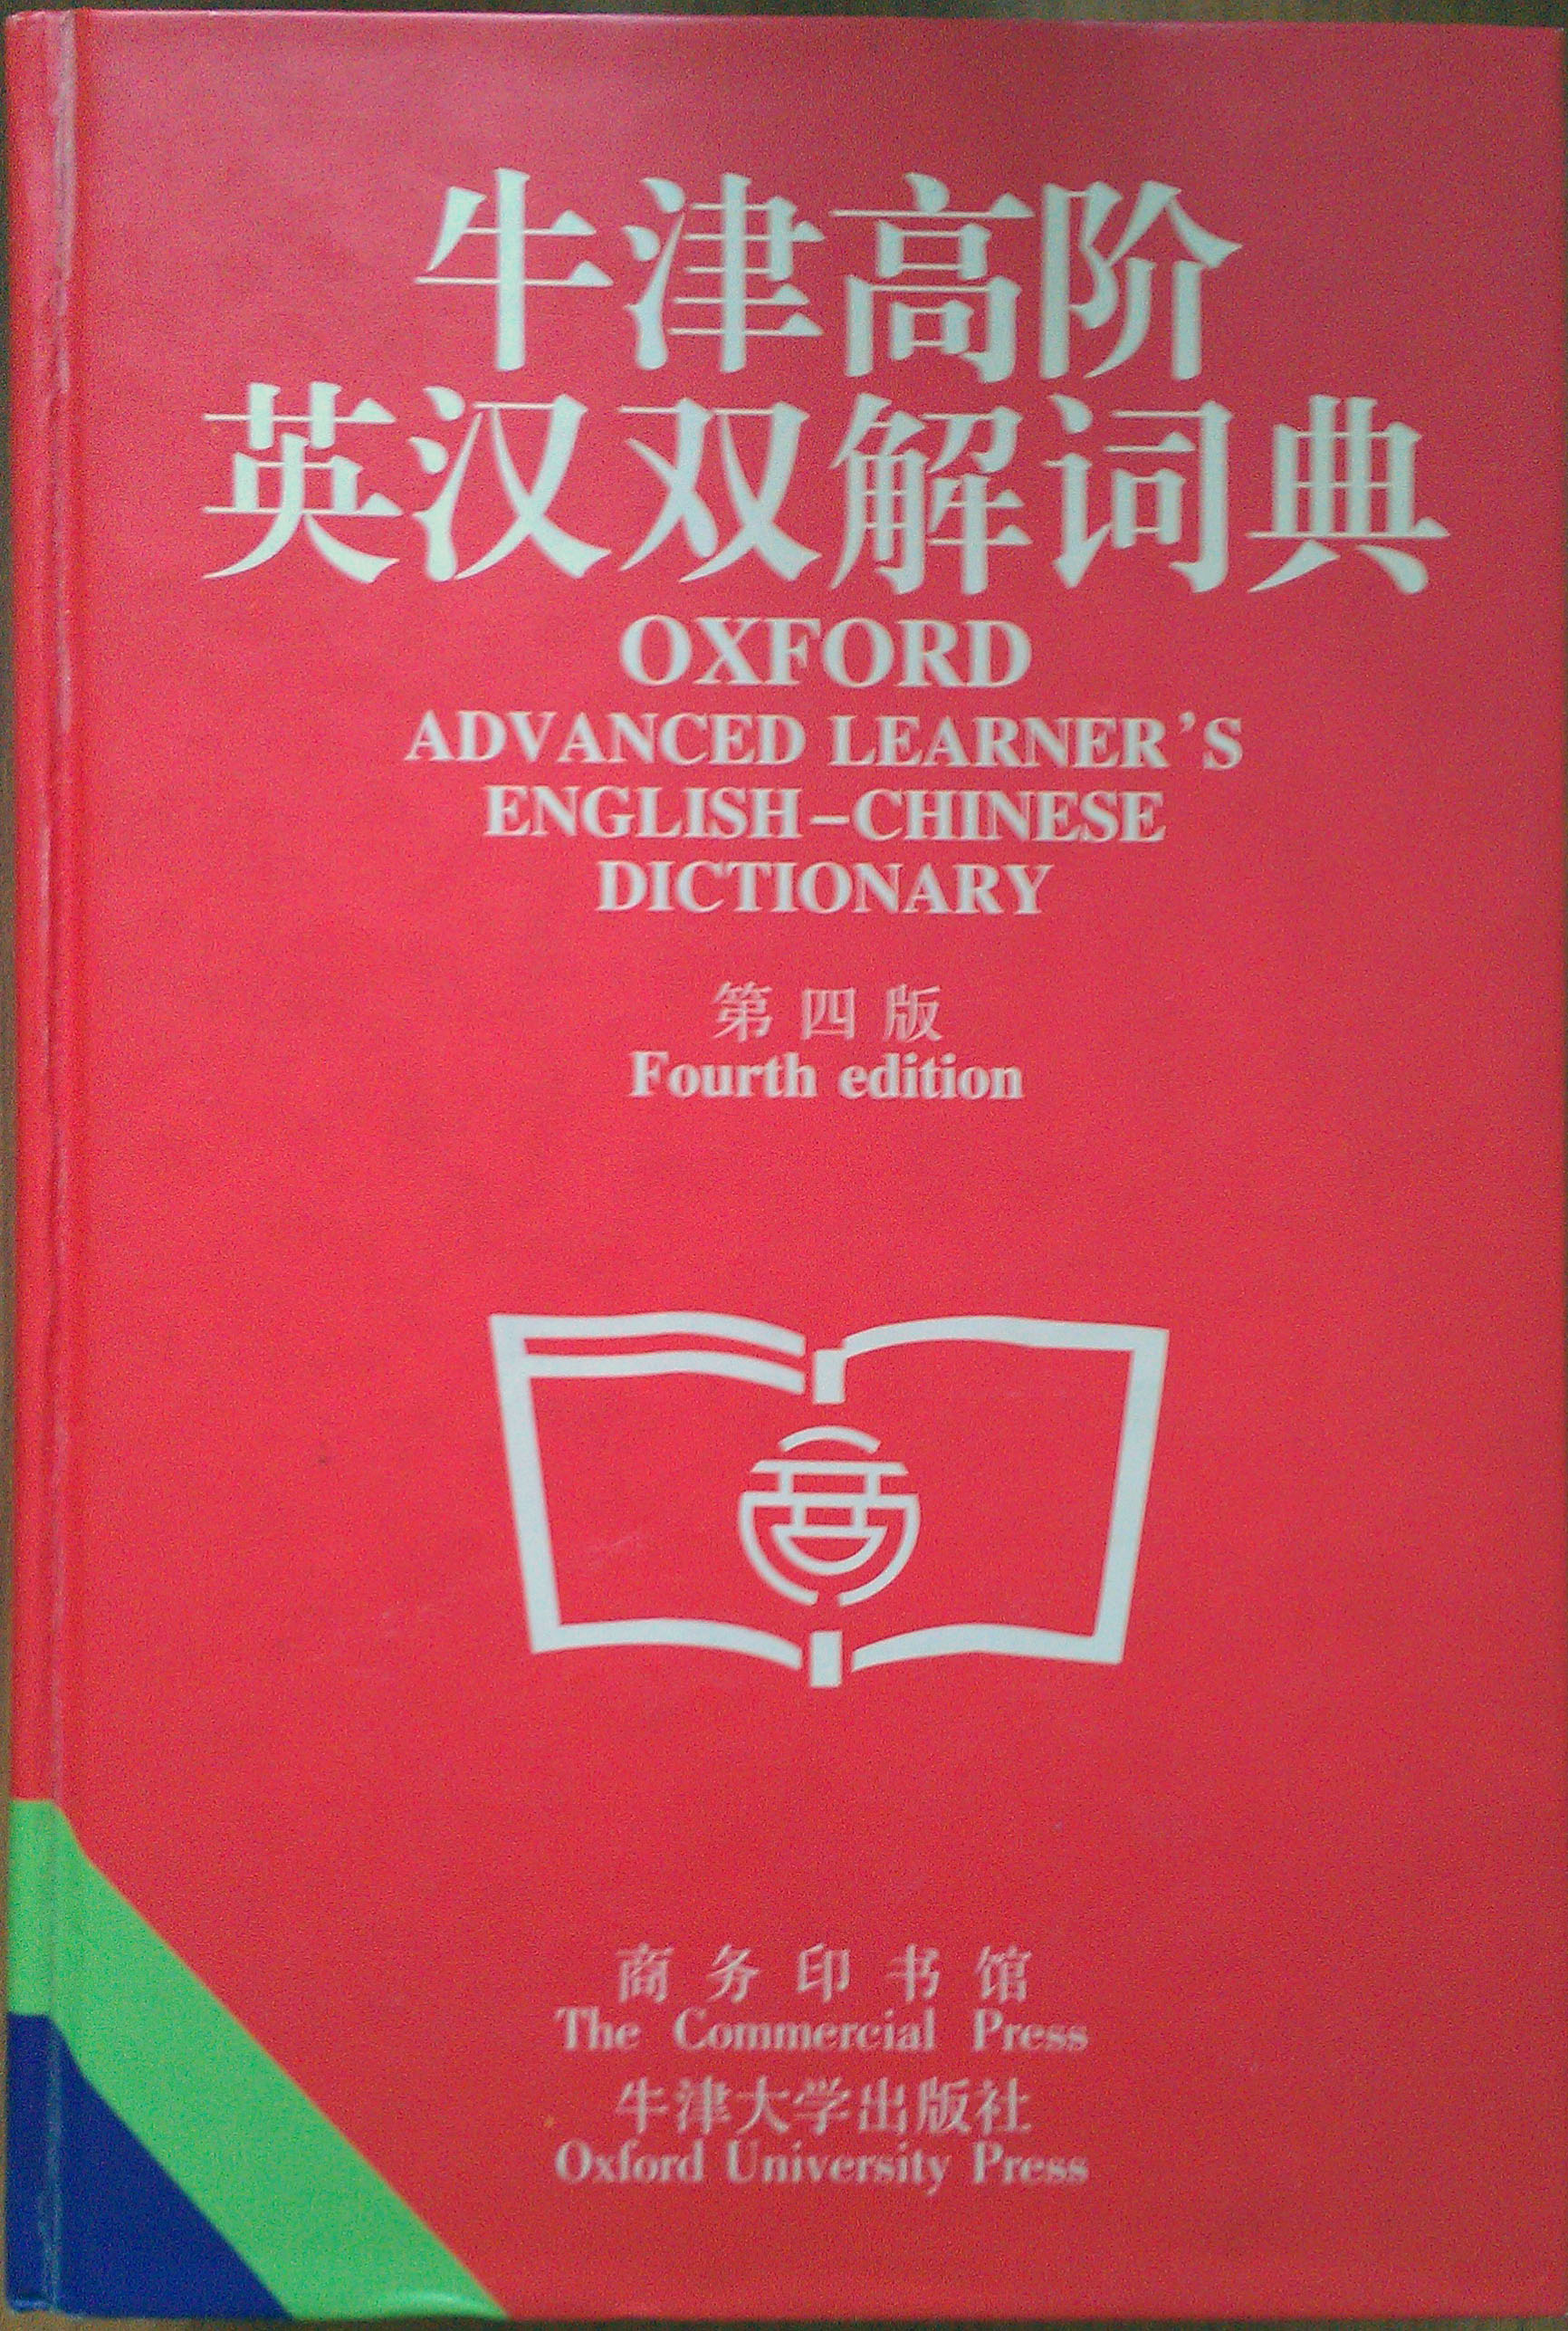 牛津高阶
英汉双解词典
OXFORD
ADVANCED LEARNER'S
ENGLISH-CHINESE
DICTIONARY
第四版
Fourth edition
商务印书馆
The Commercial Press
牛津大学出版社
Oxford University Press